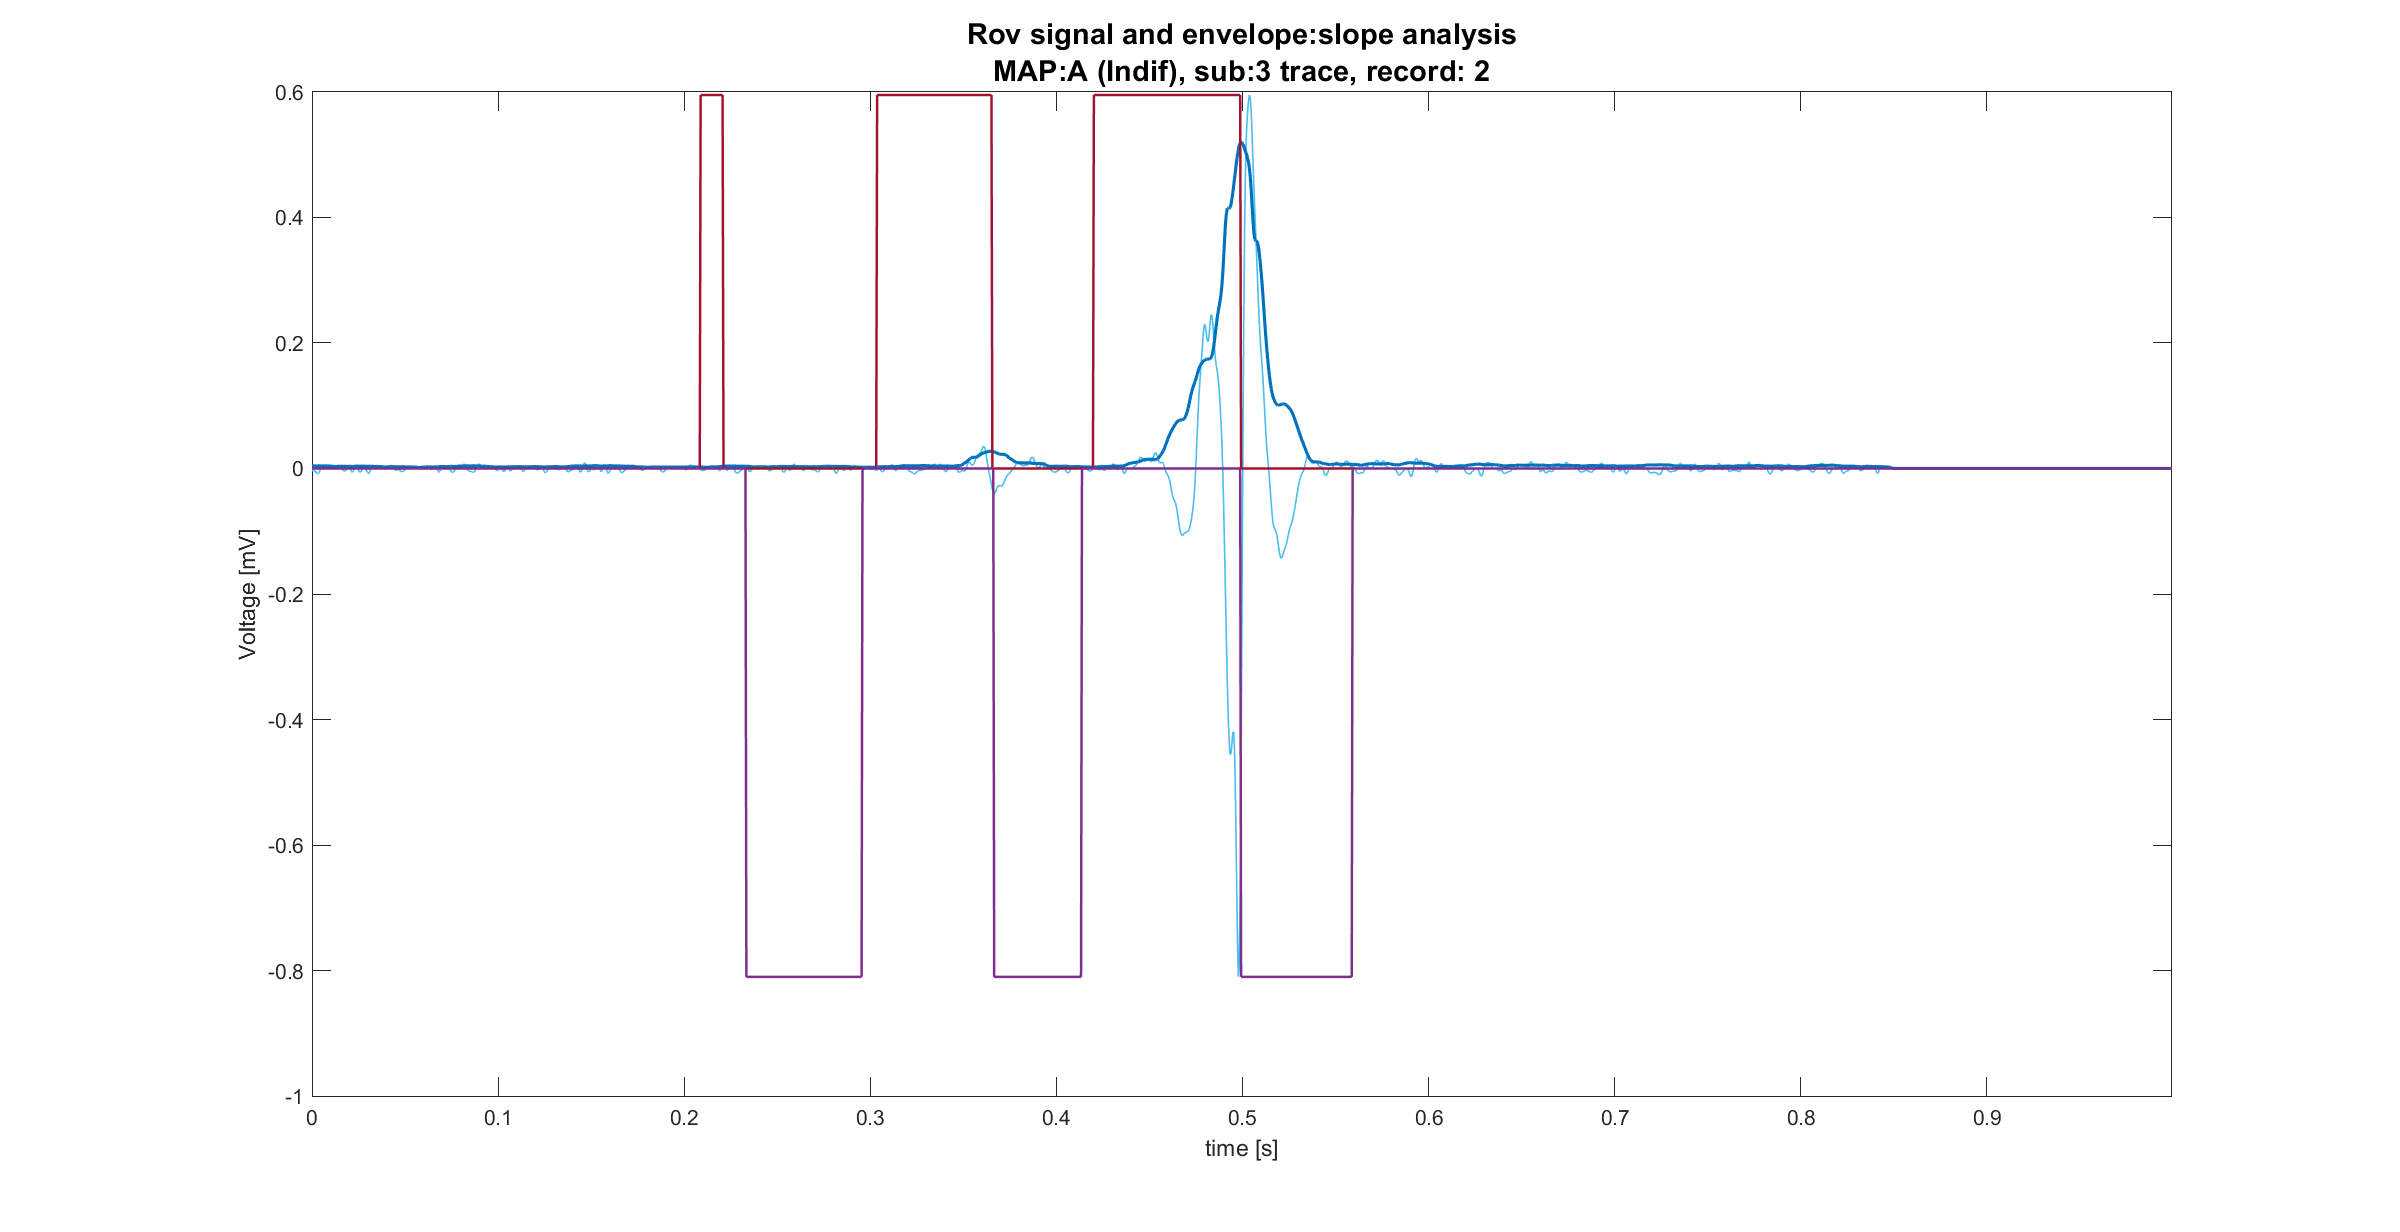 Rov signal and envelope:slope analysis
MAP:A (Indif), sub:3 trace, record: 2
0.6
0.4
0.2
0
-0.2
-0.4
-0.6
-0.8
-1
Voltage [mV]
0 0.1 0.2 0.3 0.4 0.5 0.6 0.7 0.8 0.9
time [s]